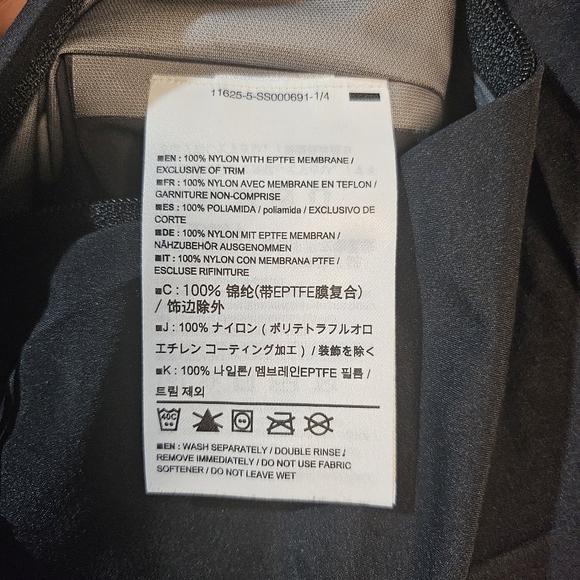 11625-5-SS000691-1/4
■EN : 100% NYLON WITH EPTFE MEMBRANE /
EXCLUSIVE OF TRIM
■FR : 100% NYLON AVEC MEMBRANE EN TEFLON /
GARNITURE NON-COMPRISE
■ES : 100% POLIAMIDA / poliamida / EXCLUSIVO DE
CORTE
■DE : 100% NYLON MIT EPTFE MEMBRAN /
NÄHZUBEHÖR AUSGENOMMEN
■IT : 100% NYLON CON MEMBRANA PTFE /
ESCLUSE RIFINITURE
■C : 100% 锦纶(带EPTFE膜复合)
/ 饰边除外
■J : 100% ナイロン ( ポリテトラフルオロ
エチレン コーティング加工 ) / 装飾を除く
■K : 100% 나일론/ 멤브레인EPTFE 필름 /
트림 제외
40C
■EN : WASH SEPARATELY / DOUBLE RINSE /
REMOVE IMMEDIATELY / DO NOT USE FABRIC
SOFTENER / DO NOT LEAVE WET